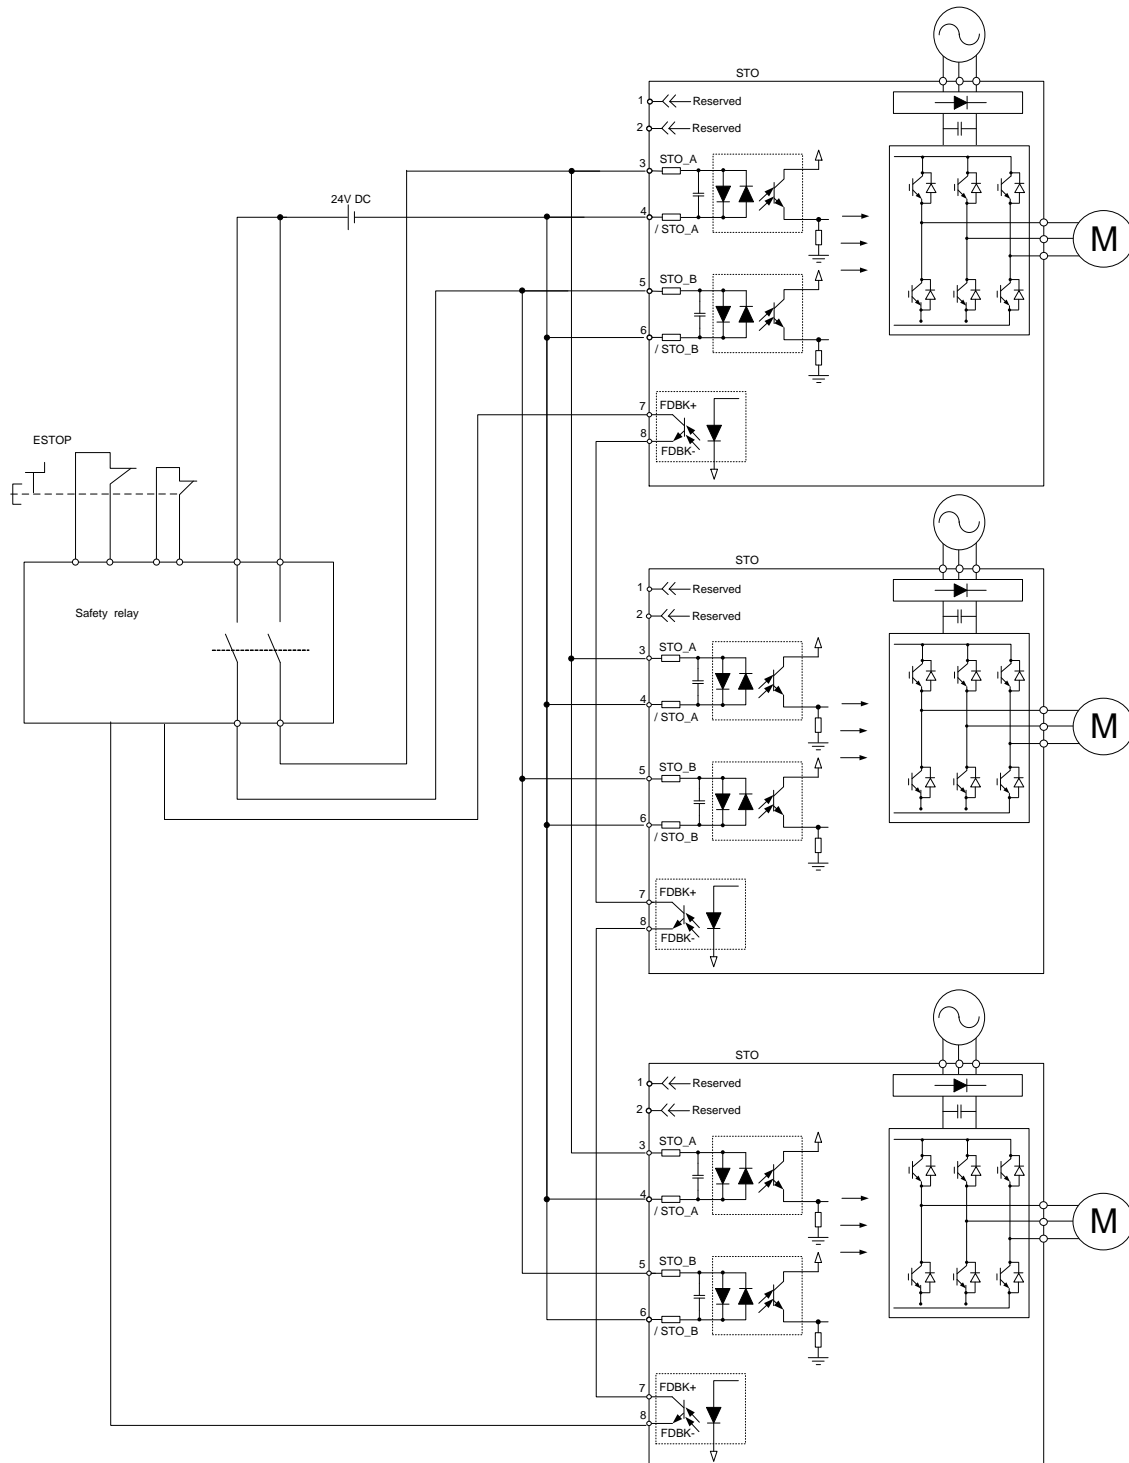 STO
1 Reserved
2 Reserved
3 STO_A
24V DC
4
/ STO_A
5 STO_B
6
/ STO_B
7 FDBK+
8
FDBK-
M
ESTOP
Safety relay
STO
1 Reserved
2 Reserved
3 STO_A
4
/ STO_A
5 STO_B
6
/ STO_B
7 FDBK+
8
FDBK-
M
STO
1 Reserved
2 Reserved
3 STO_A
4
/ STO_A
5 STO_B
6
/ STO_B
7 FDBK+
8
FDBK-
M